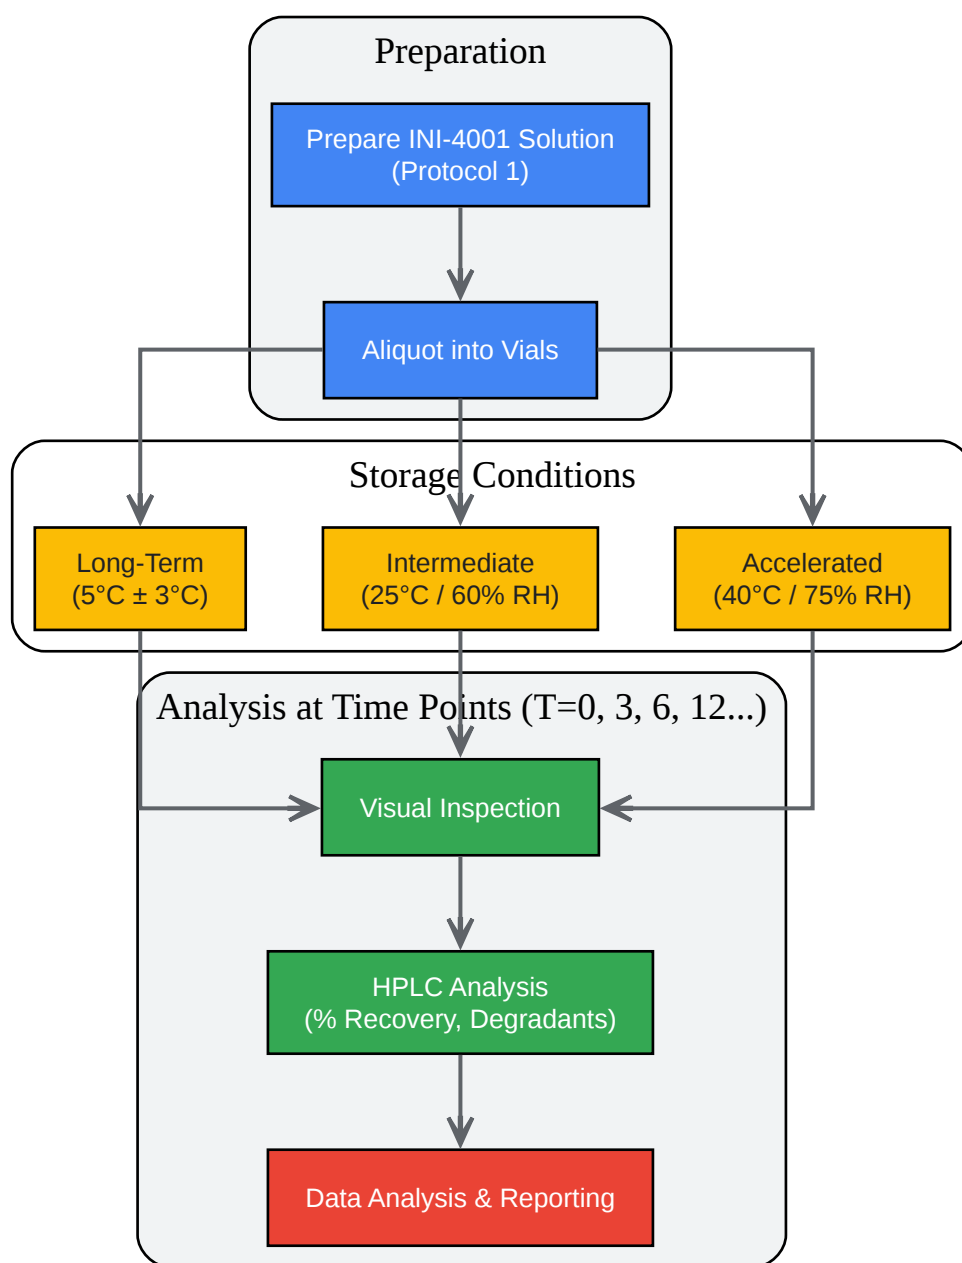 Preparation
Prepare INI-4001 Solution
(Protocol 1)
Aliquot into Vials
Storage Conditions
Long-Term
(5°C ± 3°C)
Intermediate
(25°C / 60% RH)
Accelerated
(40°C / 75% RH)
Analysis at Time Points (T=0, 3, 6, 12...)
Visual Inspection
HPLC Analysis
(% Recovery, Degradants)
Data Analysis & Reporting